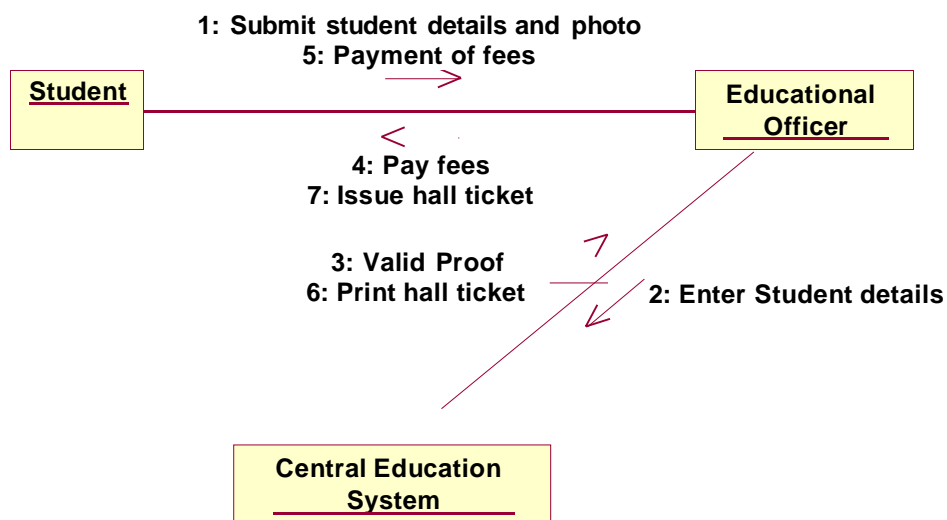 1: Submit student details and photo
5: Payment of fees
Student
Educational
Officer
4: Pay fees
7: Issue hall ticket
3: Valid Proof
6: Print hall ticket
2: Enter Student details
Central Education
System